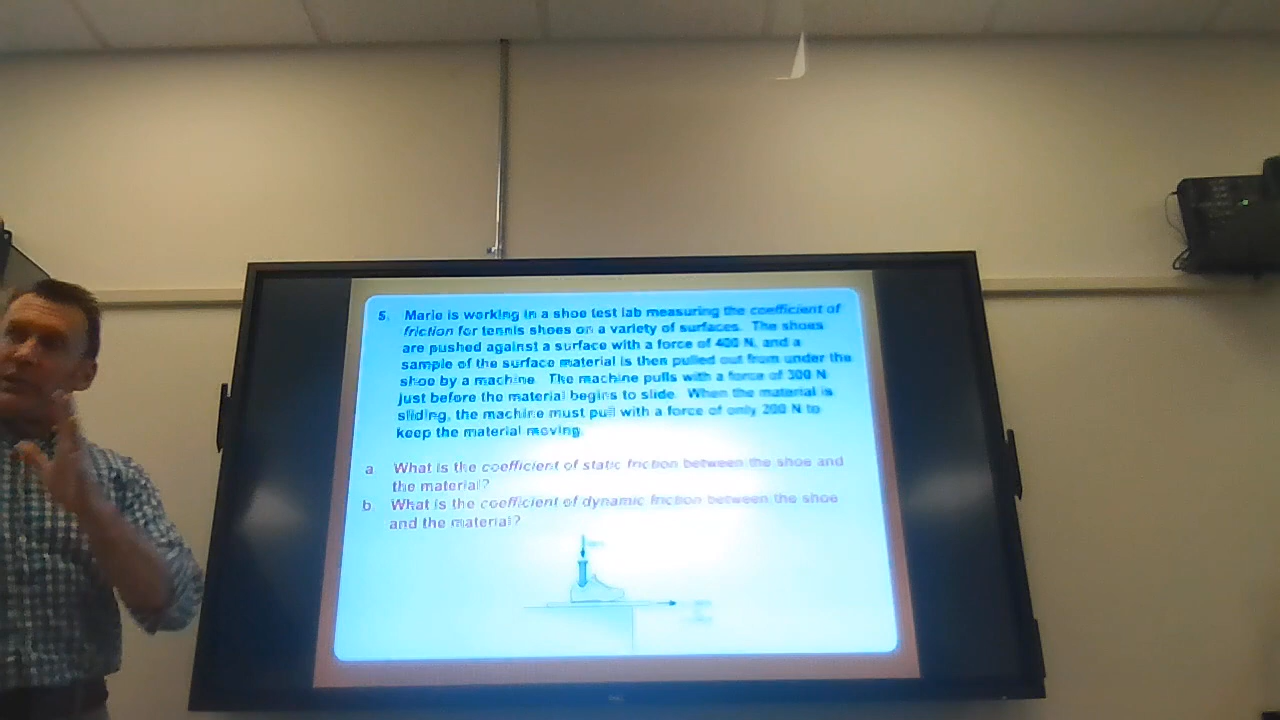 5. Marie is working in a shoe test lab measuring the coefficient of
friction for tennis shoes on a variety of surfaces. The shoes
are pushed against a surface with a force of 400 N, and a
sample of the surface material is then pulled out from under the
shoe by a machine. The machine pulls with a force of 300 N
just before the material begins to slide. When the material is
sliding, the machine must pull with a force of only 200 N to
keep the material moving.
a. What is the coefficient of static friction between the shoe and
the material?
b. What is the coefficient of dynamic friction between the shoe
and the material?